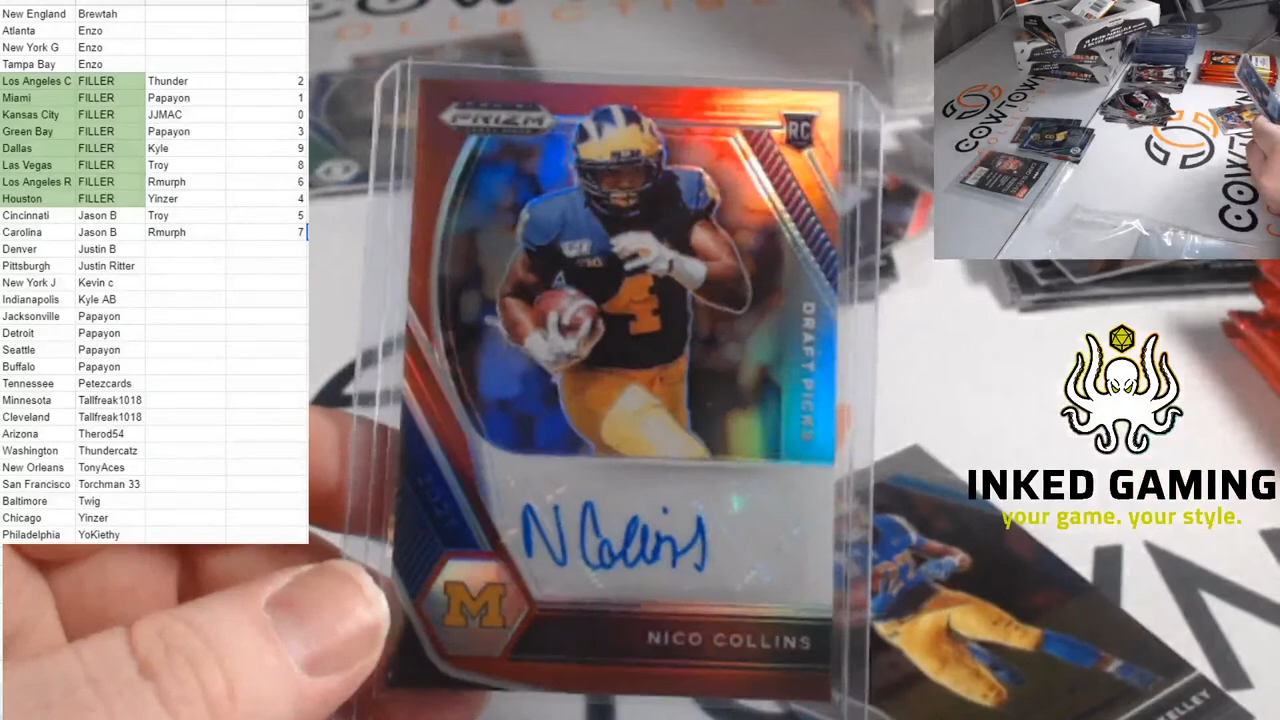 New England Brewtah
Atlanta Enzo
New York G Enzo
Tampa Bay Enzo
Los Angeles C FILLER Thunder 2
Miami FILLER Papayon 1
Kansas City FILLER JJMAC 0
Green Bay FILLER Papayon 3
Dallas FILLER Kyle 9
Las Vegas FILLER Troy 8
Los Angeles R FILLER Rmurph 6
Houston FILLER Yinzer 4
Cincinnati Jason B Troy 5
Carolina Jason B Rmurph 7
Denver Justin B
Pittsburgh Justin Ritter
New York J Kevin c
Indianapolis Kyle AB
Jacksonville Papayon
Detroit Papayon
Seattle Papayon
Buffalo Papayon
Tennessee Petezcards
Minnesota Tallfreak1018
Cleveland Tallfreak1018
Arizona Therod54
Washington Thundercatz
New Orleans TonyAces
San Francisco Torchman 33
Baltimore Twig
Chicago Yinzer
Philadelphia YoKiethy
PRIZM
RC
4
DRAFT PICKS
N Collins
M
NICO COLLINS
ELLEY
COWTOWN
COWTOWN
INKED GAMING
your game. your style.